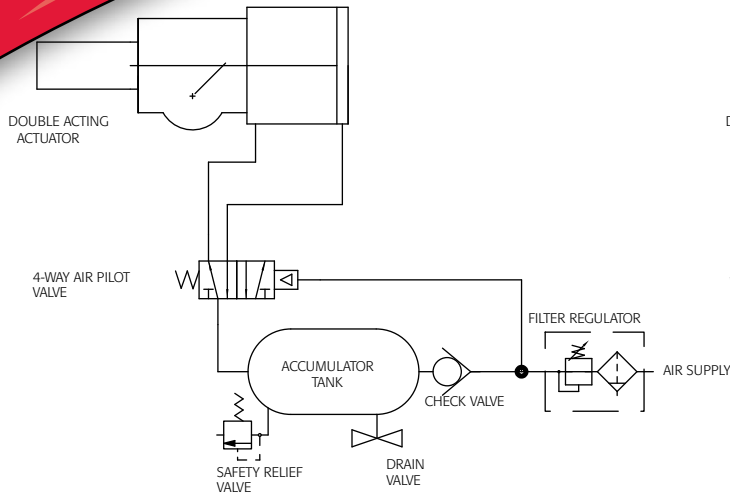 DOUBLE ACTING
ACTUATOR
D
4-WAY AIR PILOT
VALVE
FILTER REGULATOR
ACCUMULATOR
TANK
AIR SUPPLY
CHECK VALVE
SAFETY RELIEF
VALVE
DRAIN
VALVE